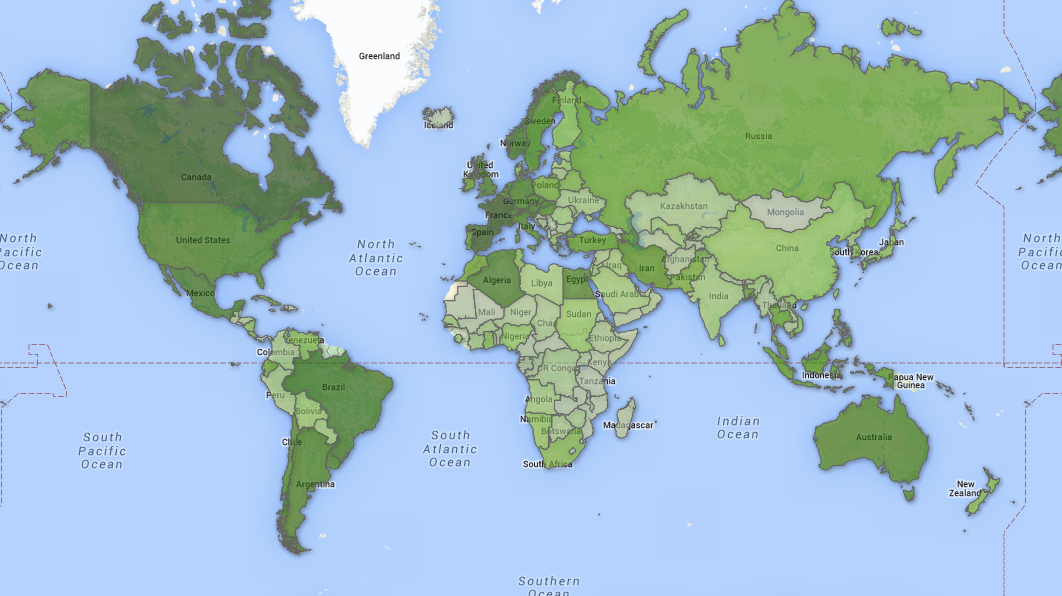 Greenland
Iceland
Finland
Sweden
Norway
Russia
Canada
United
Kingdom
Poland
Germany
Ukraine
Kazakhstan
Mongolia
France
Spain
Italy
North
Pacific
Ocean
United States
North
Atlantic
Ocean
Turkey
China
South Korea
Japan
North
Pacific
Ocean
Mexico
Algeria
Libya
Egypt
Iraq
Iran
Afghanistan
Pakistan
Saudi Arabia
India
Mali
Niger
Chad
Sudan
Thailand
Venezuela
Colombia
Nigeria
Ethiopia
DR Congo
Kenya
Indonesia
Papua New
Guinea
Brazil
Peru
Tanzania
Angola
Bolivia
Namibia
Botswana
Madagascar
Indian
Ocean
South
Pacific
Ocean
Chile
South
Atlantic
Ocean
South Africa
Australia
Argentina
New
Zealand
Southern
Ocean